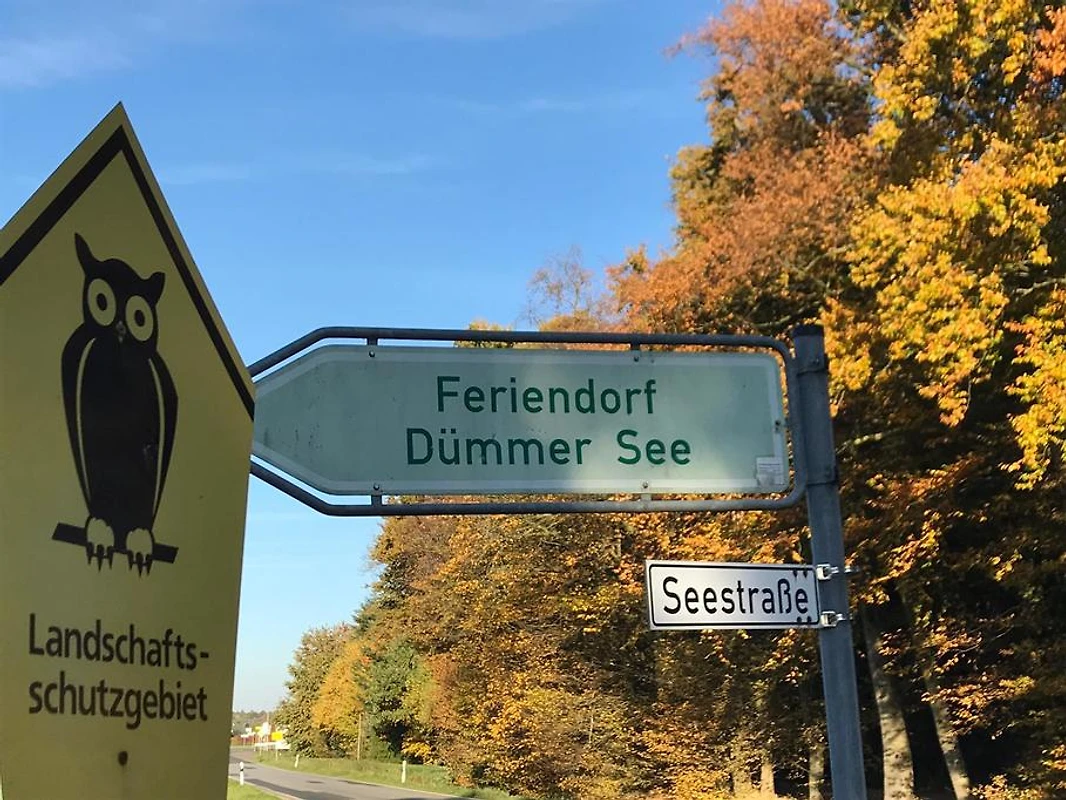 Landschafts-
schutzgebiet
Feriendorf
Dümmer See
Seestraße